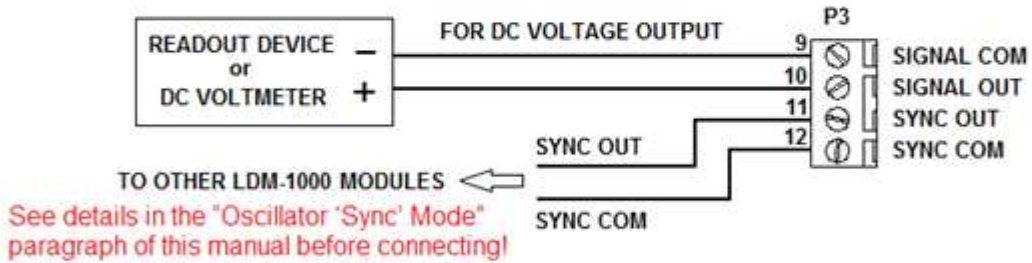 P3
READOUT DEVICE
or
DC VOLTMETER
−
+
FOR DC VOLTAGE OUTPUT
9
10
11
12
SIGNAL COM
SIGNAL OUT
SYNC OUT
SYNC COM
SYNC OUT
TO OTHER LDM-1000 MODULES
SYNC COM
See details in the "Oscillator 'Sync' Mode"
paragraph of this manual before connecting!